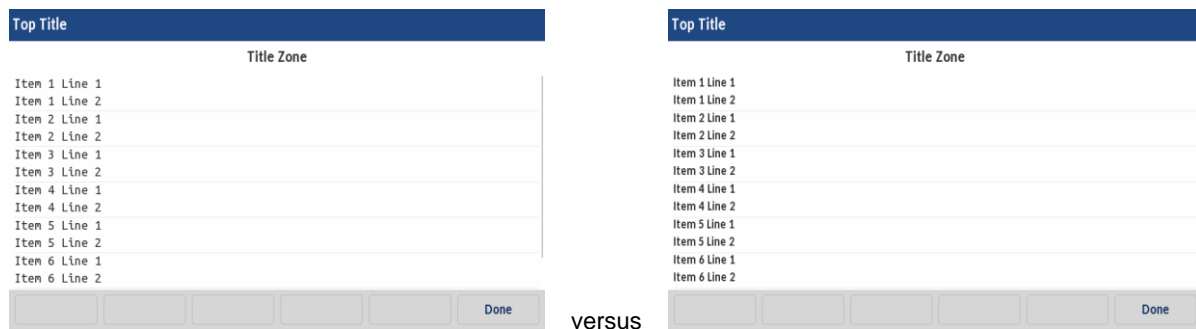 Top Title
Title Zone
Item 1 Line 1
Item 1 Line 2
Item 2 Line 1
Item 2 Line 2
Item 3 Line 1
Item 3 Line 2
Item 4 Line 1
Item 4 Line 2
Item 5 Line 1
Item 5 Line 2
Item 6 Line 1
Item 6 Line 2
Done
versus
Top Title
Title Zone
Item 1 Line 1
Item 1 Line 2
Item 2 Line 1
Item 2 Line 2
Item 3 Line 1
Item 3 Line 2
Item 4 Line 1
Item 4 Line 2
Item 5 Line 1
Item 5 Line 2
Item 6 Line 1
Item 6 Line 2
Done